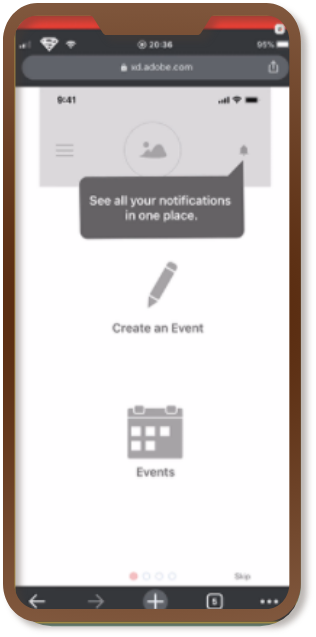 20:36
95%
xd.adobe.com
9:41
See all your notifications
in one place.
Create an Event
Events
Skip
5